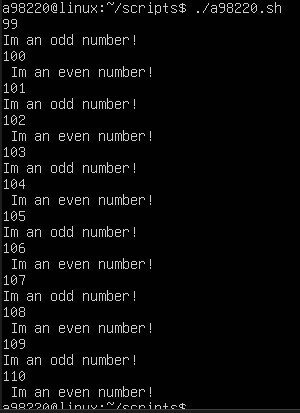 a98220@linux:~/scripts$ ./a98220.sh
99
Im an odd number!
100
 Im an even number!
101
Im an odd number!
102
 Im an even number!
103
Im an odd number!
104
 Im an even number!
105
Im an odd number!
106
 Im an even number!
107
Im an odd number!
108
 Im an even number!
109
Im an odd number!
110
 Im an even number!
a98220@linux:~/scripts$